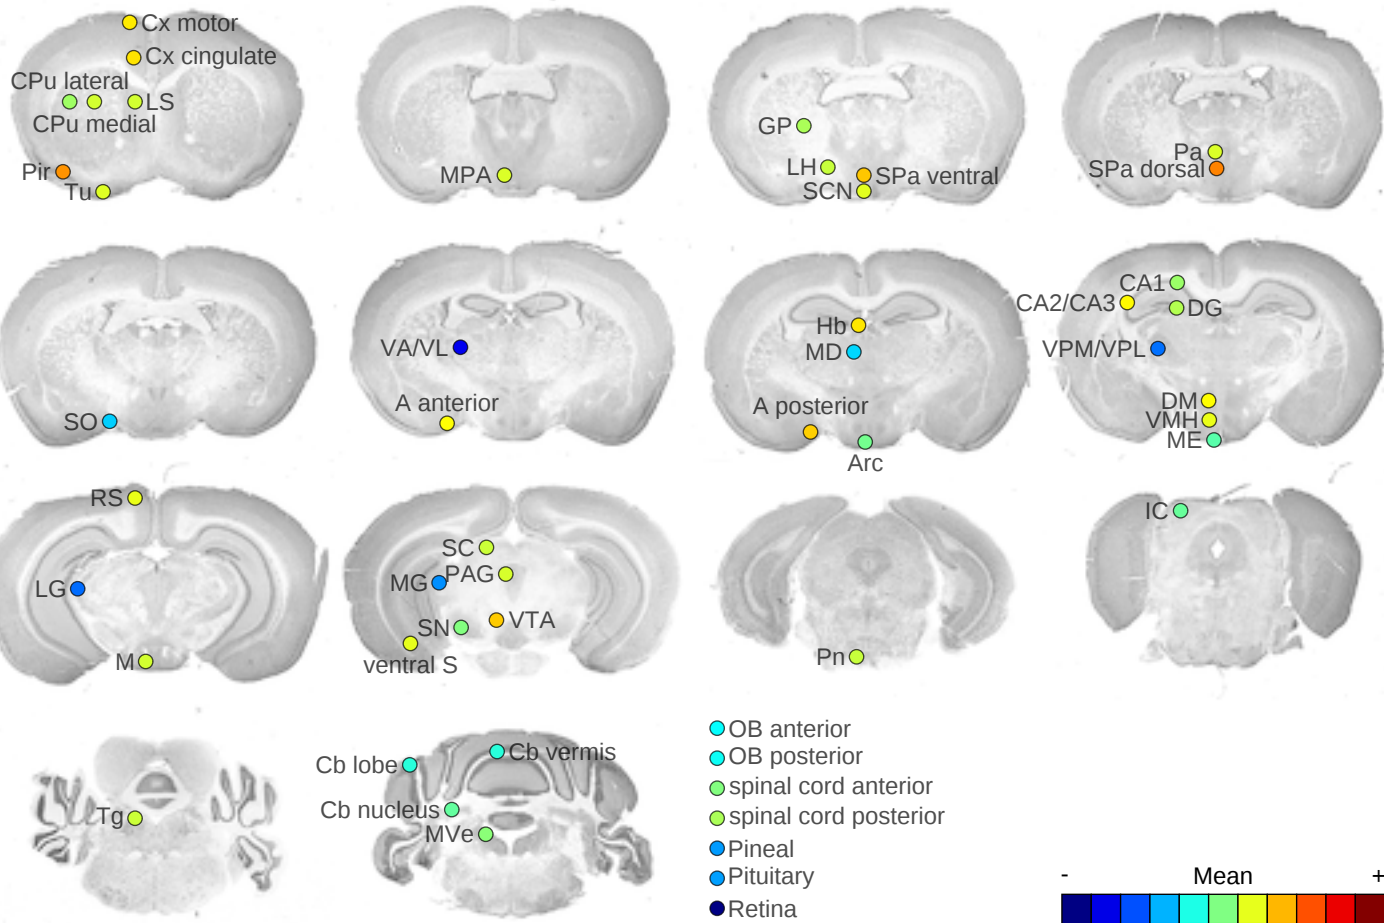 Cx motor
Cx cingulate
CPu lateral
LS
CPu medial
Pir
Tu
MPA
GP
LH
SPa ventral
SCN
Pa
SPa dorsal
SO
VA/VL
A anterior
Hb
MD
A posterior
Arc
CA1
CA2/CA3
DG
VPM/VPL
DM
VMH
ME
RS
LG
M
SC
MG
PAG
SN
VTA
ventral S
Pn
IC
Tg
Cb lobe
Cb vermis
Cb nucleus
MVe
OB anterior
OB posterior
spinal cord anterior
spinal cord posterior
Pineal
Pituitary
Retina
- Mean +